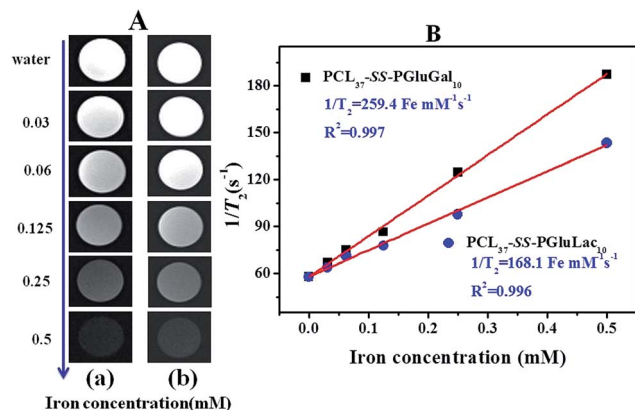 A
water
0.03
0.06
0.125
0.25
0.5
(a) (b)
Iron concentration(mM)
B
1/T₂(s⁻¹)
180
150
120
90
60
PCL₃₇-SS-PGluGal₁₀
1/T₂=259.4 Fe mM⁻¹s⁻¹
R²=0.997
PCL₃₇-SS-PGluLac₁₀
1/T₂=168.1 Fe mM⁻¹s⁻¹
R²=0.996
0.0 0.1 0.2 0.3 0.4 0.5
Iron concentration (mM)